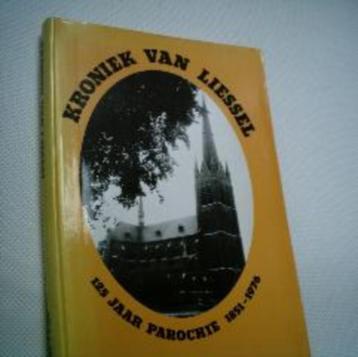 KRONIEK VAN LIESSEL
125 JAAR PAROCHIE 1851-1976